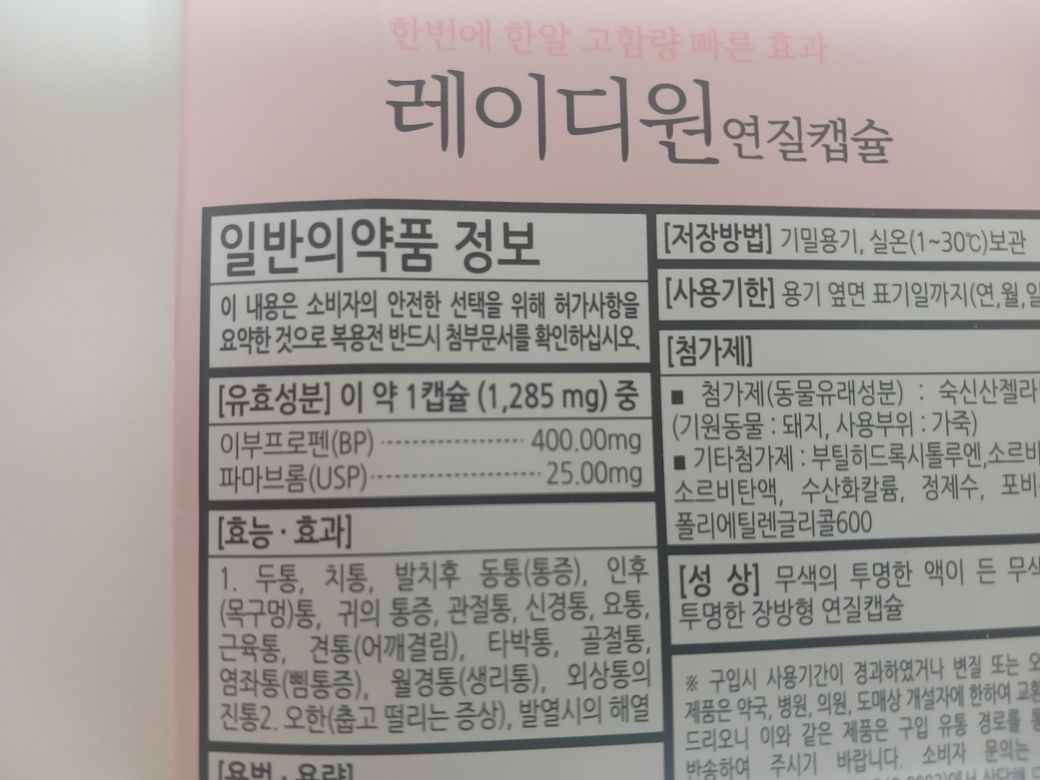 한번에 한알 고함량 빠른 효과
레이디원 연질캡슐
일반의약품 정보
이 내용은 소비자의 안전한 선택을 위해 허가사항을
요약한 것으로 복용전 반드시 첨부문서를 확인하십시오.
[유효성분] 이 약 1캡슐 (1,285 mg) 중
이부프로펜(BP) 400.00mg
파마브롬(USP) 25.00mg
[효능·효과]
1. 두통, 치통, 발치후 동통(통증), 인후
(목구멍)통, 귀의 통증, 관절통, 신경통, 요통,
근육통, 견통(어깨결림), 타박통, 골절통,
염좌통(삠통증), 월경통(생리통), 외상통의
진통2. 오한(춥고 떨리는 증상), 발열시의 해열
[용법·용량]
[저장방법] 기밀용기, 실온(1~30℃)보관
[사용기한] 용기 옆면 표기일까지(연,월,일
[첨가제]
■ 첨가제(동물유래성분) : 숙신산젤라
(기원동물 : 돼지, 사용부위 : 가죽)
■ 기타첨가제 : 부틸히드록시톨루엔,소르비
소르비탄액, 수산화칼륨, 정제수, 포비
폴리에틸렌글리콜600
[성 상] 무색의 투명한 액이 든 무색
투명한 장방형 연질캡슐
※ 구입시 사용기간이 경과하였거나 변질 또는 오
제품은 약국, 병원, 의원, 도매상 개설자에 한하여 교환
드리오니 이와 같은 제품은 구입 유통 경로를 통
반송하여 주시기 바랍니다. 소비자 문의는